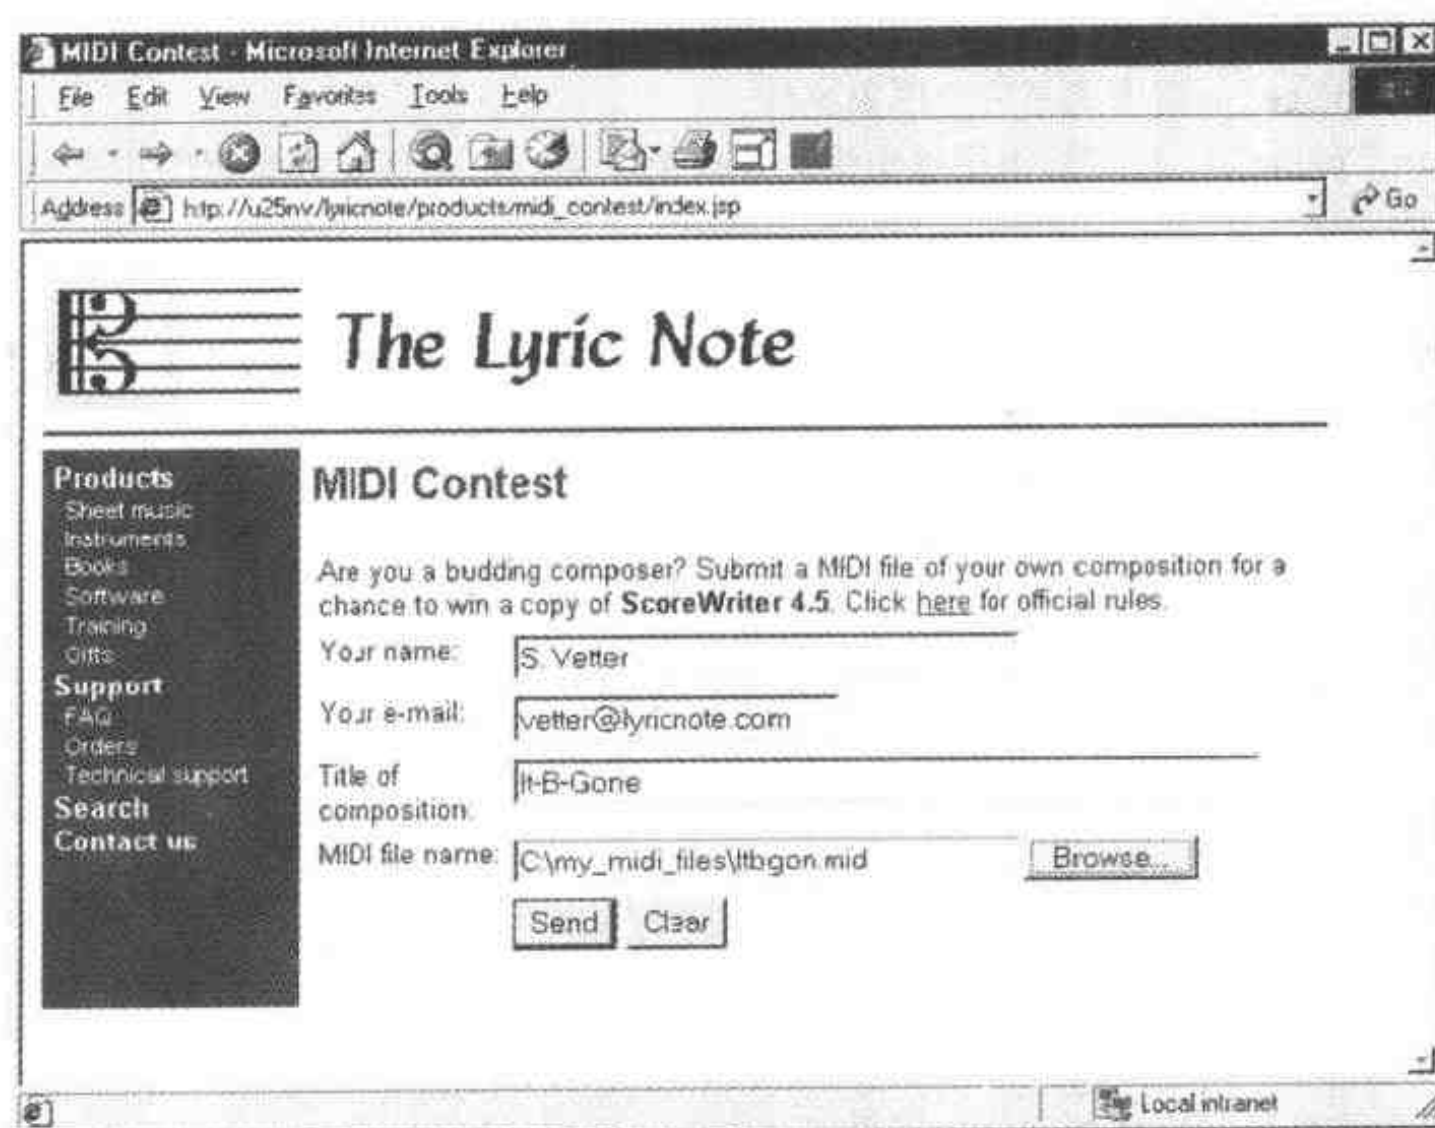 MIDI Contest - Microsoft Internet Explorer
File Edit View Favorites Tools Help
Address http://u25nv/lyricnote/products/midi_contest/index.jsp Go
The Lyric Note
Products
Sheet music
Instruments
Books
Software
Training
Gifts
Support
FAQ
Orders
Technical support
Search
Contact us
MIDI Contest
Are you a budding composer? Submit a MIDI file of your own composition for a
chance to win a copy of ScoreWriter 4.5. Click here for official rules.
Your name: S. Vetter
Your e-mail: vetter@lyricnote.com
Title of
composition: It-B-Gone
MIDI file name: C:\my_midi_files\Itbgon.mid Browse...
Send Clear
Local intranet